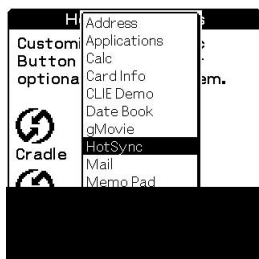 H s
Address
Applications
Customi
Calc
Button
Card Info
optiona em.
CLIE Demo
Date Book
gMovie
HotSync
Cradle
Mail
Memo Pad